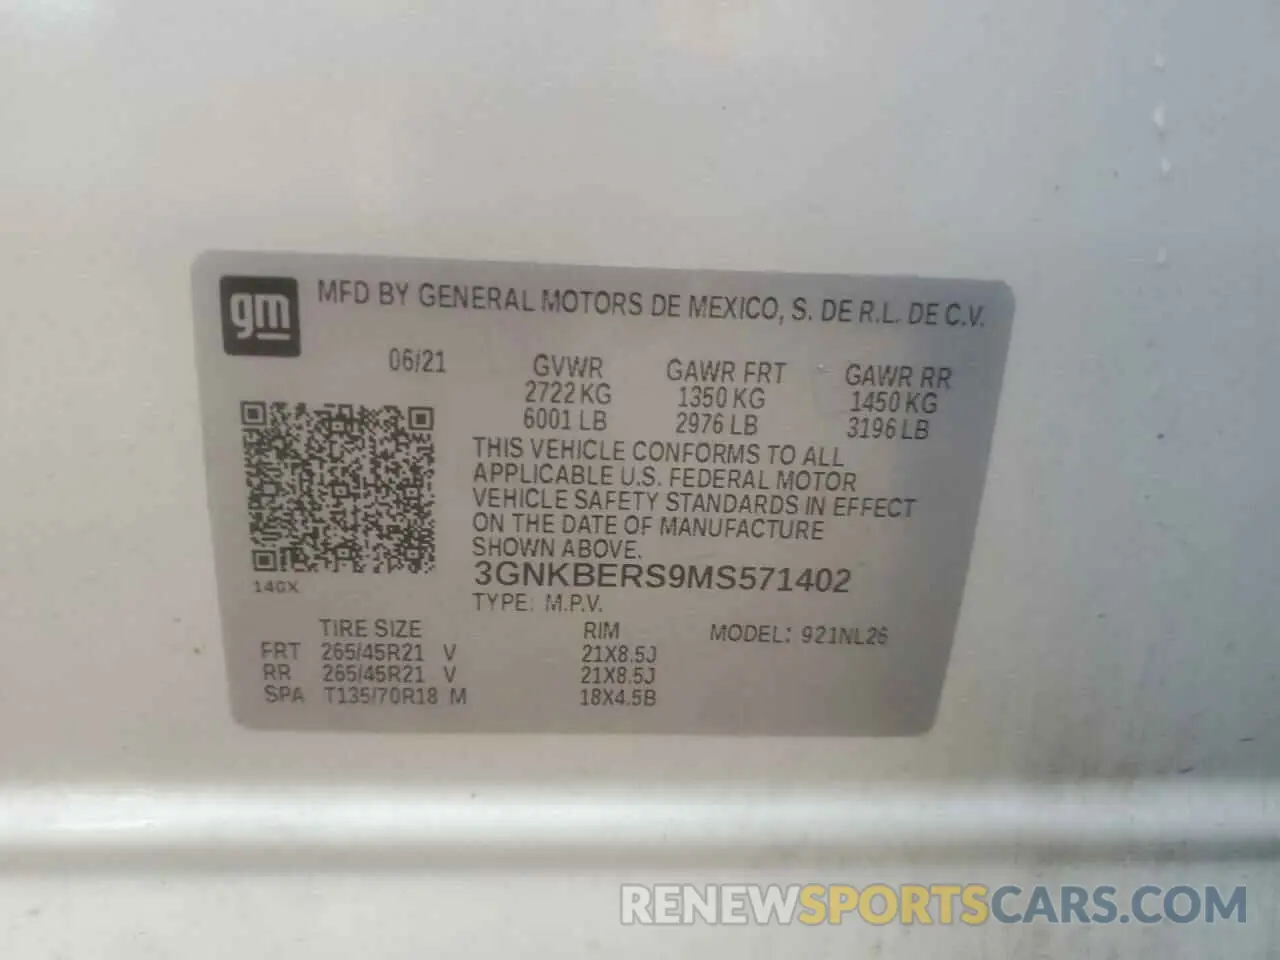 gm
MFD BY GENERAL MOTORS DE MEXICO, S. DE R.L. DE C.V.
06/21 GVWR GAWR FRT GAWR RR
2722 KG 1350 KG 1450 KG
6001 LB 2976 LB 3196 LB
THIS VEHICLE CONFORMS TO ALL
APPLICABLE U.S. FEDERAL MOTOR
VEHICLE SAFETY STANDARDS IN EFFECT
ON THE DATE OF MANUFACTURE
SHOWN ABOVE.
3GNKBERS9MS571402
14GX
TYPE: M.P.V.
TIRE SIZE RIM MODEL: 921NL26
FRT 265/45R21 V 21X8.5J
RR 265/45R21 V 21X8.5J
SPA T135/70R18 M 18X4.5B
RENEWSPORTSCARS.COM